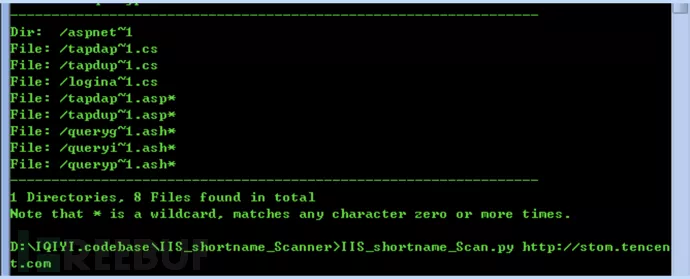 ----------------------------------------------------------------
Dir:  /aspnet~1
File: /tapdap~1.cs
File: /tapdup~1.cs
File: /logina~1.cs
File: /tapdap~1.asp*
File: /tapdup~1.asp*
File: /queryg~1.ash*
File: /queryi~1.ash*
File: /queryp~1.ash*
----------------------------------------------------------------
1 Directories, 8 Files found in total
Note that * is a wildcard, matches any character zero or more times.
D:\IQIYI.codebase\IIS_shortname_Scanner>IIS_shortname_Scan.py http://stom.tencen
t.com
REEBUF